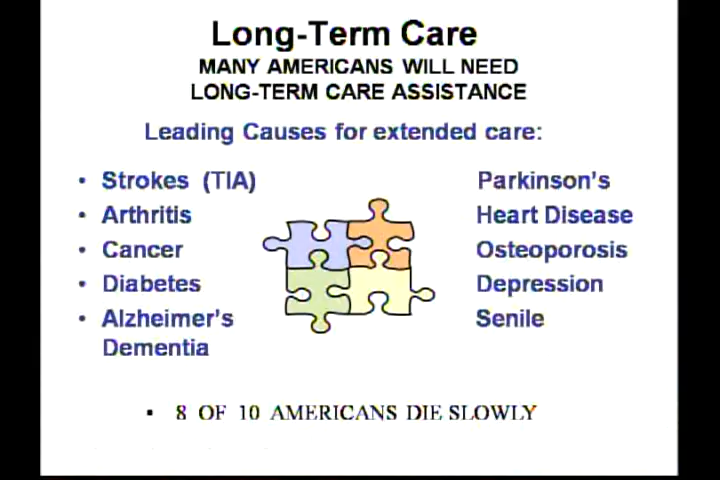 Long-Term Care
MANY AMERICANS WILL NEED
LONG-TERM CARE ASSISTANCE
Leading Causes for extended care:
• Strokes (TIA)
• Arthritis
• Cancer
• Diabetes
• Alzheimer's
Dementia
Parkinson's
Heart Disease
Osteoporosis
Depression
Senile
• 8 OF 10 AMERICANS DIE SLOWLY